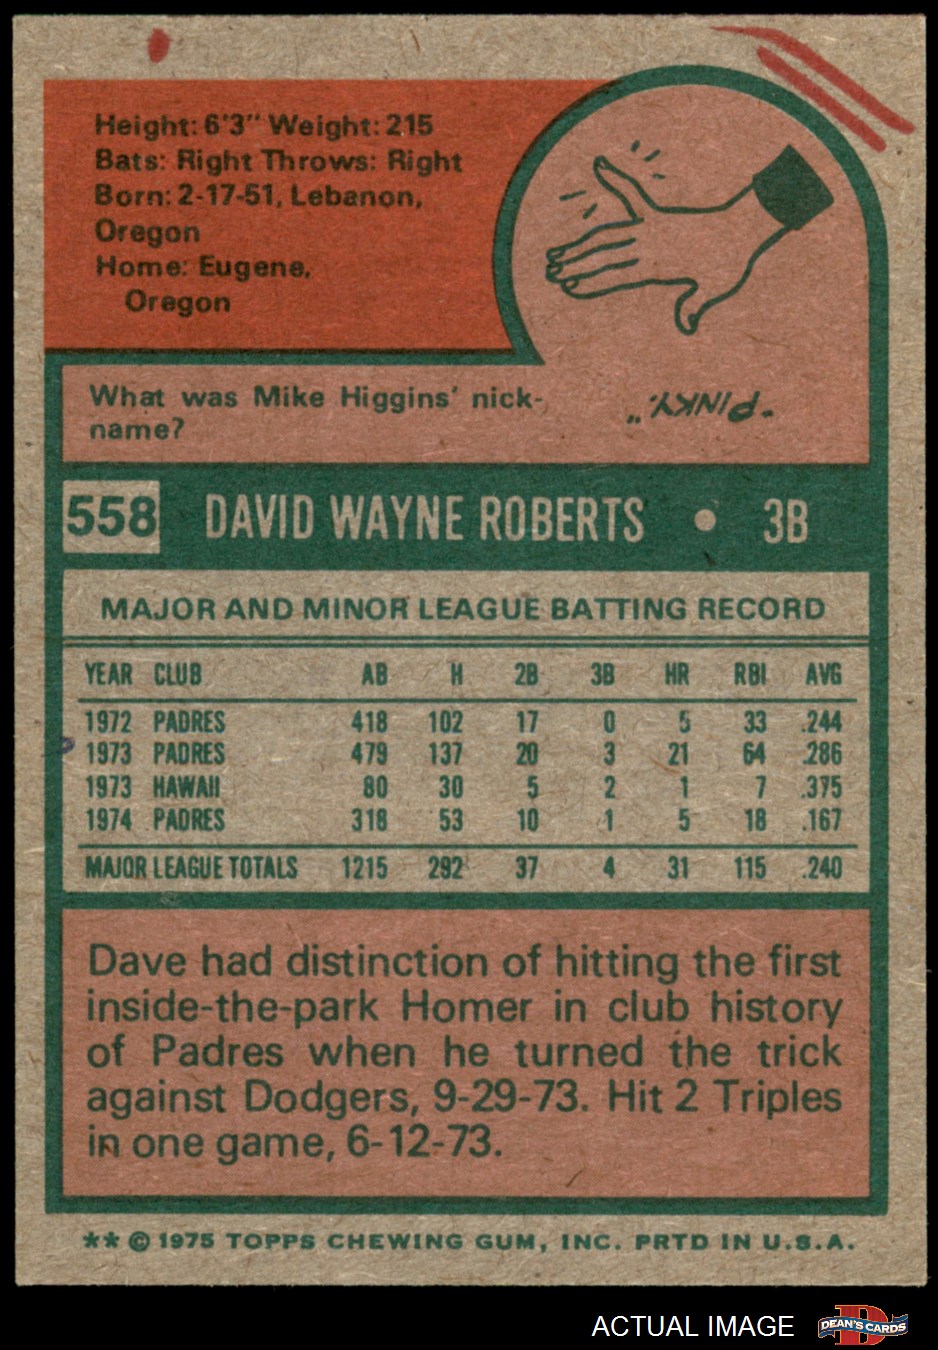 Height: 6'3" Weight: 215
Bats: Right Throws: Right
Born: 2-17-51, Lebanon,
Oregon
Home: Eugene,
Oregon
What was Mike Higgins' nick-
name?
"PINKY."
558 DAVID WAYNE ROBERTS • 3B
MAJOR AND MINOR LEAGUE BATTING RECORD
YEAR CLUB AB H 2B 3B HR RBI AVG
1972 PADRES 418 102 17 0 5 33 .244
1973 PADRES 479 137 20 3 21 64 .286
1973 HAWAII 80 30 5 2 1 7 .375
1974 PADRES 318 53 10 1 5 18 .167
MAJOR LEAGUE TOTALS 1215 292 37 4 31 115 .240
Dave had distinction of hitting the first
inside-the-park Homer in club history
of Padres when he turned the trick
against Dodgers, 9-29-73. Hit 2 Triples
in one game, 6-12-73.
** © 1975 TOPPS CHEWING GUM, INC. PRTD IN U.S.A.
ACTUAL IMAGE
D
DEAN'S CARDS